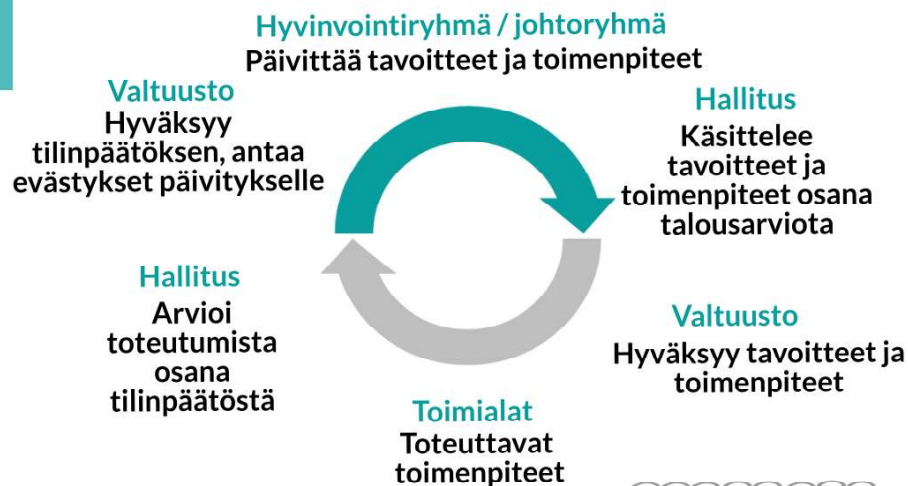 Hyvinvointiryhmä / johtoryhmä
Päivittää tavoitteet ja toimenpiteet
Hallitus
Käsittelee
tavoitteet ja
toimenpiteet osana
talousarviota
Valtuusto
Hyväksyy tavoitteet ja
toimenpiteet
Toimialat
Toteuttavat
toimenpiteet
Hallitus
Arvioi
toteutumista
osana
tilinpäätöstä
Valtuusto
Hyväksyy
tilinpäätöksen, antaa
evästykset päivitykselle